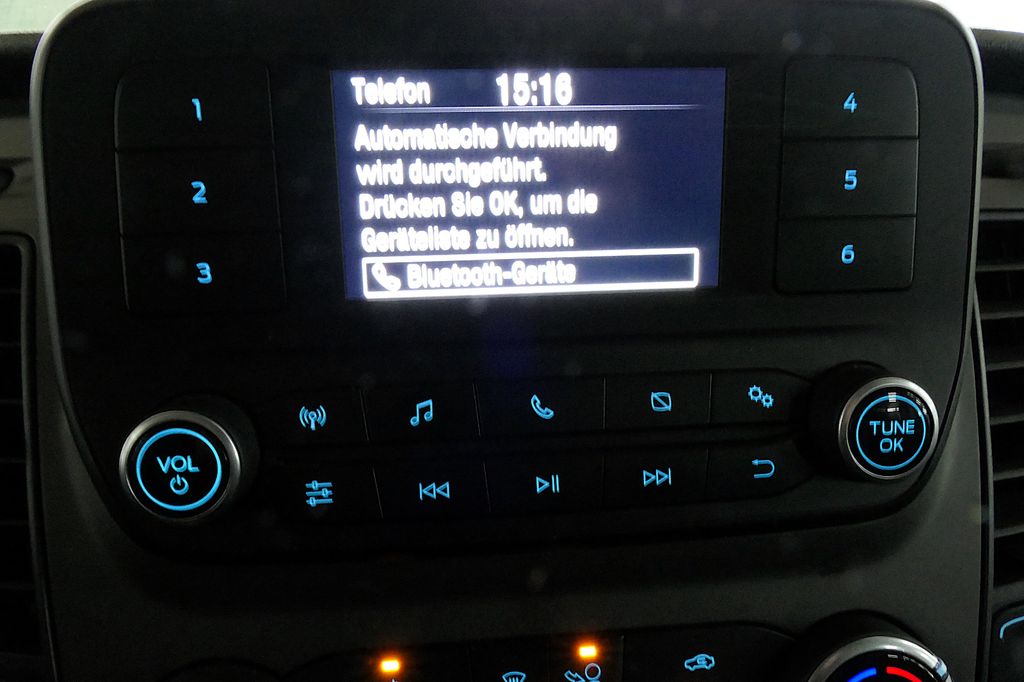 Telefon 15:16
Automatische Verbindung
wird durchgeführt.
Drücken Sie OK, um die
Geräteliste zu öffnen.
Bluetooth-Geräte
1
2
3
4
5
6
VOL
TUNE
OK